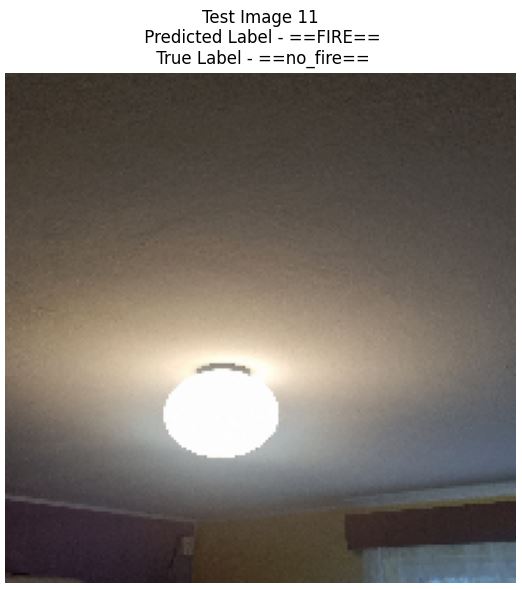 Test Image 11
Predicted Label - ==FIRE==
True Label - ==no_fire==